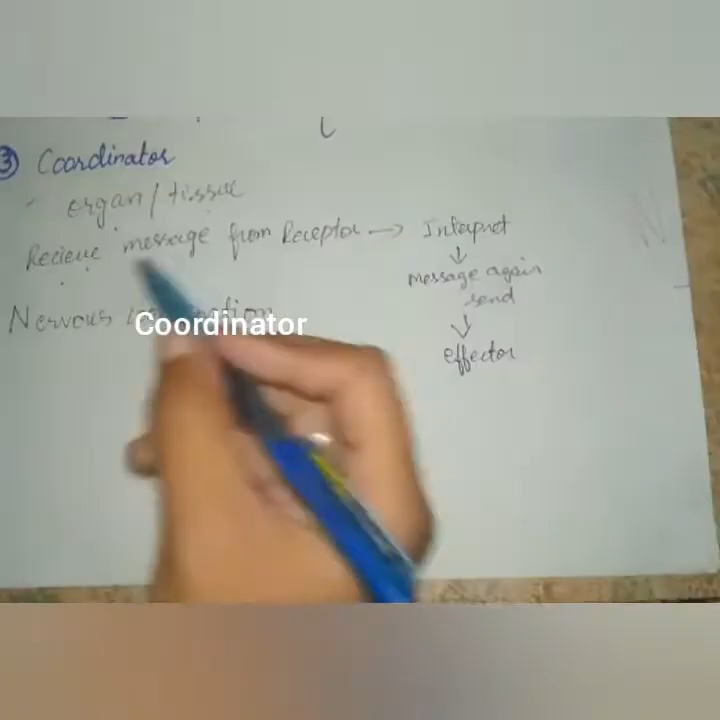 ③ Coordinator
organ/tissue
Recieve message from Receptor → Interpret
↓
message again
send
↓
effector
Nervous
Coordinator